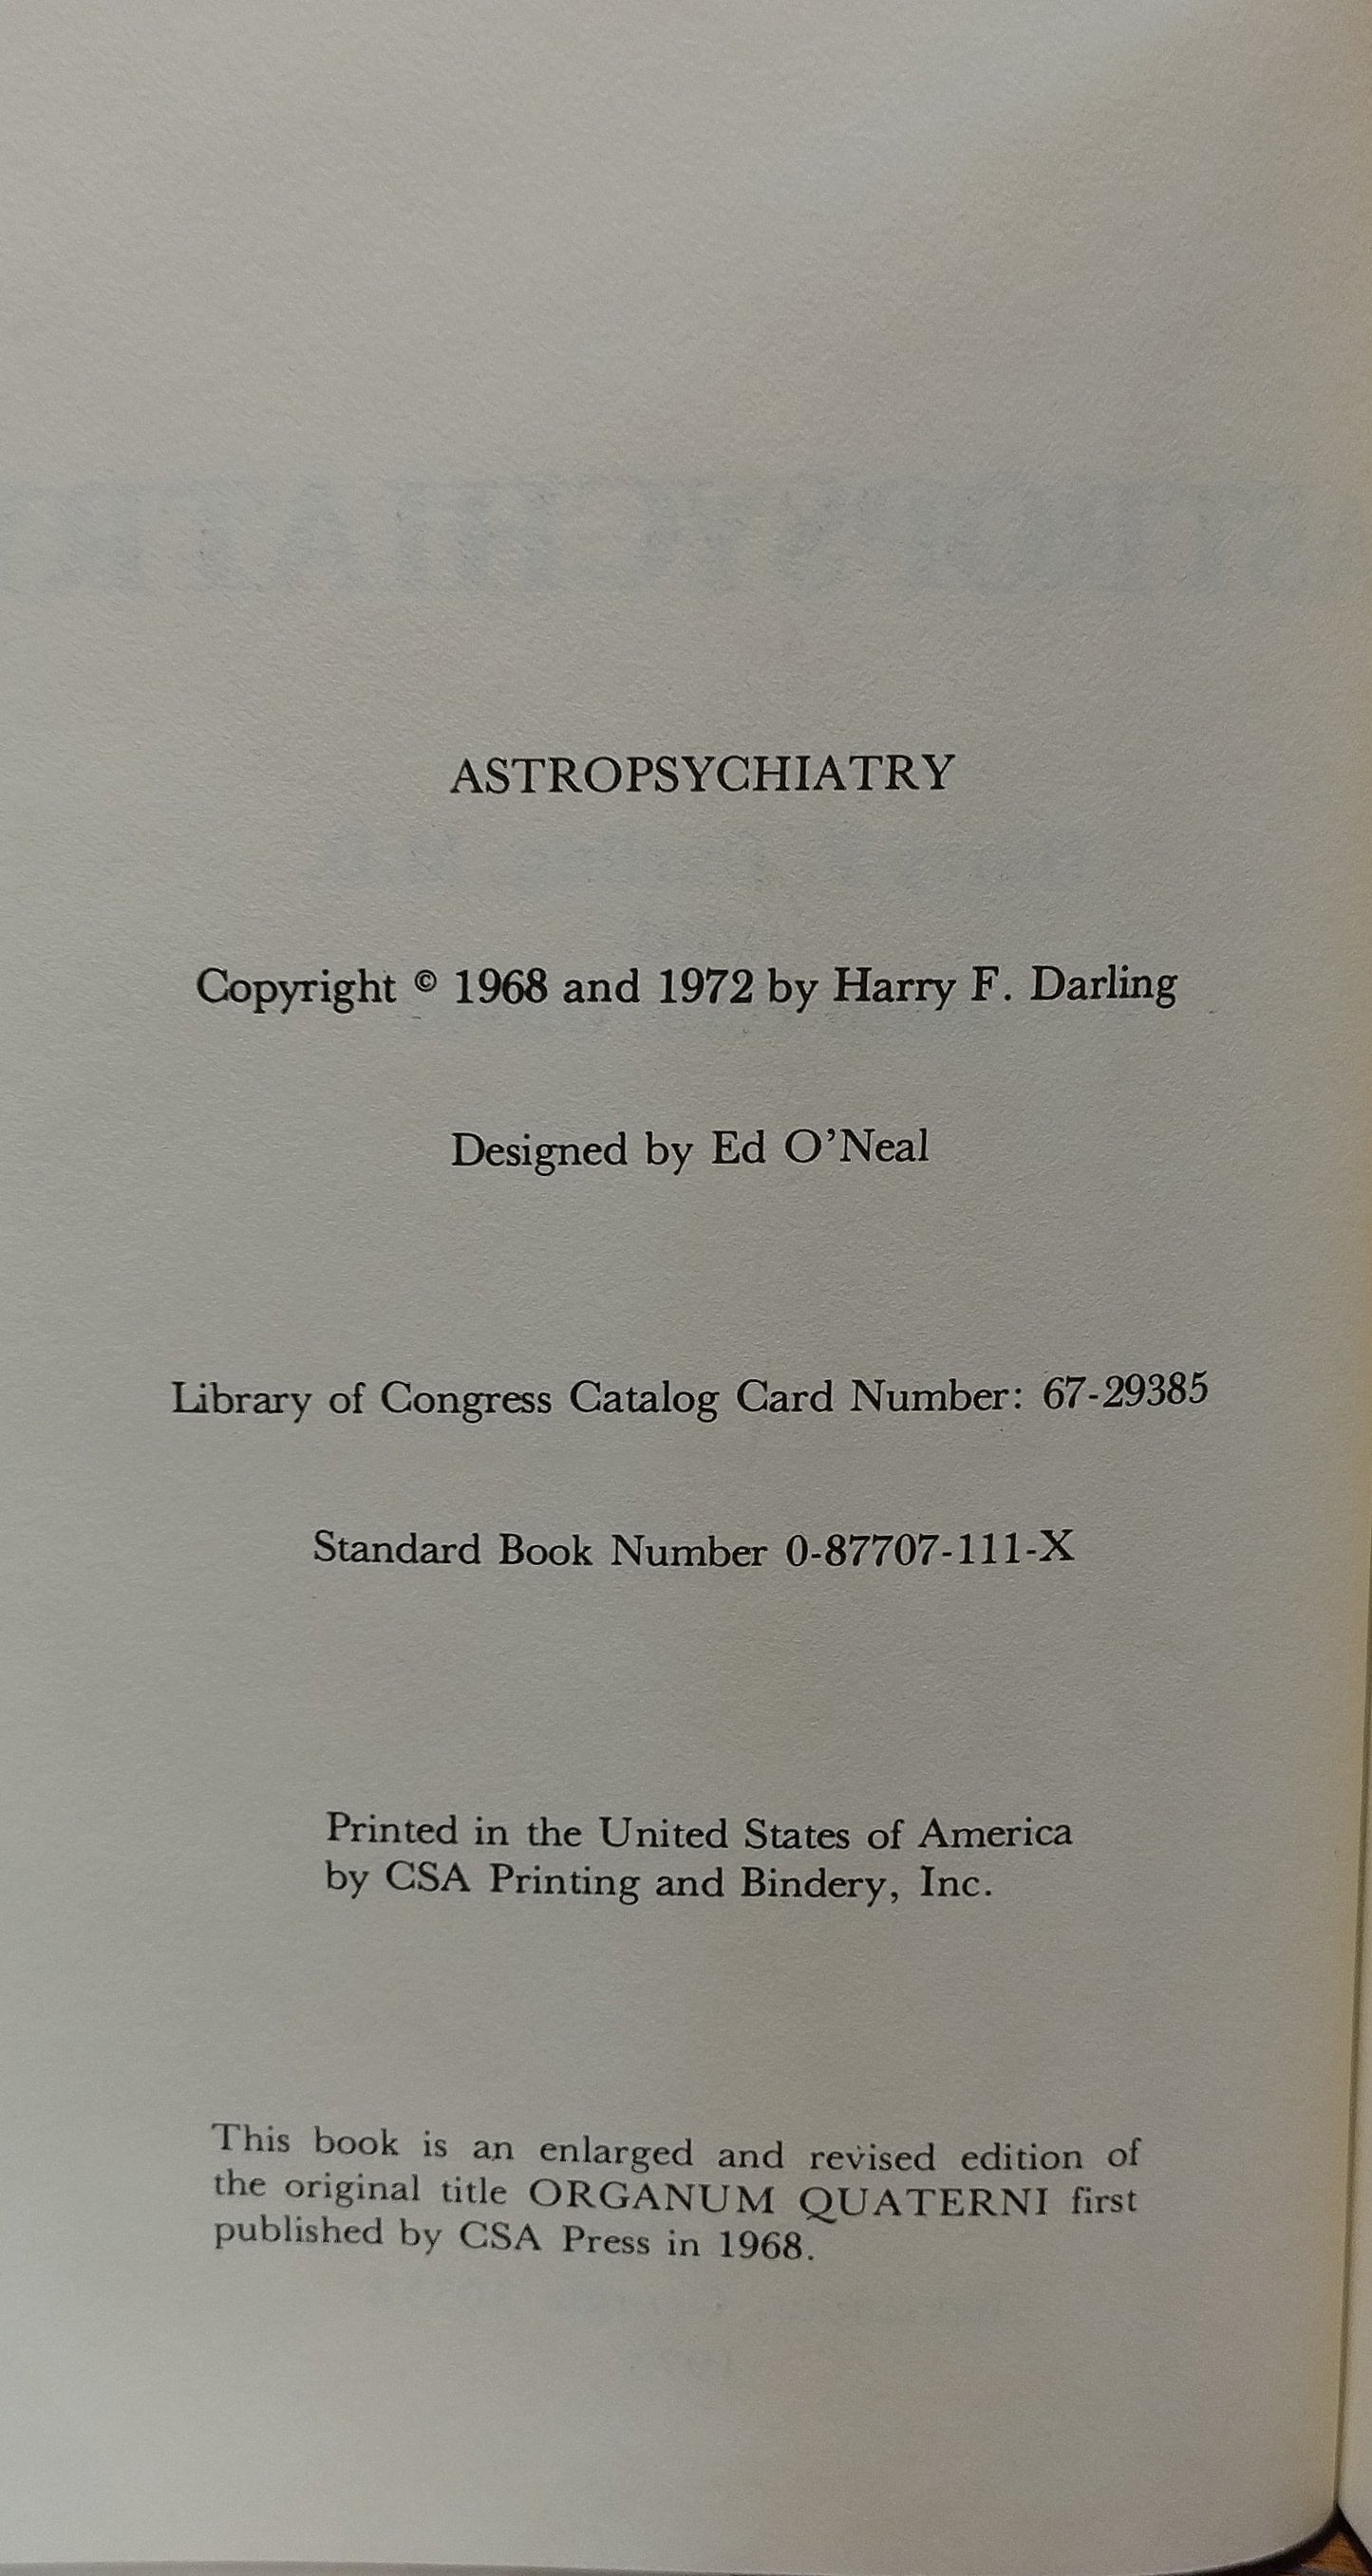 ASTROPSYCHIATRY
Copyright © 1968 and 1972 by Harry F. Darling
Designed by Ed O’Neal
Library of Congress Catalog Card Number: 67-29385
Standard Book Number 0-87707-111-X
Printed in the United States of America
by CSA Printing and Bindery, Inc.
This book is an enlarged and revised edition of
the original title ORGANUM QUATERNI first
published by CSA Press in 1968.